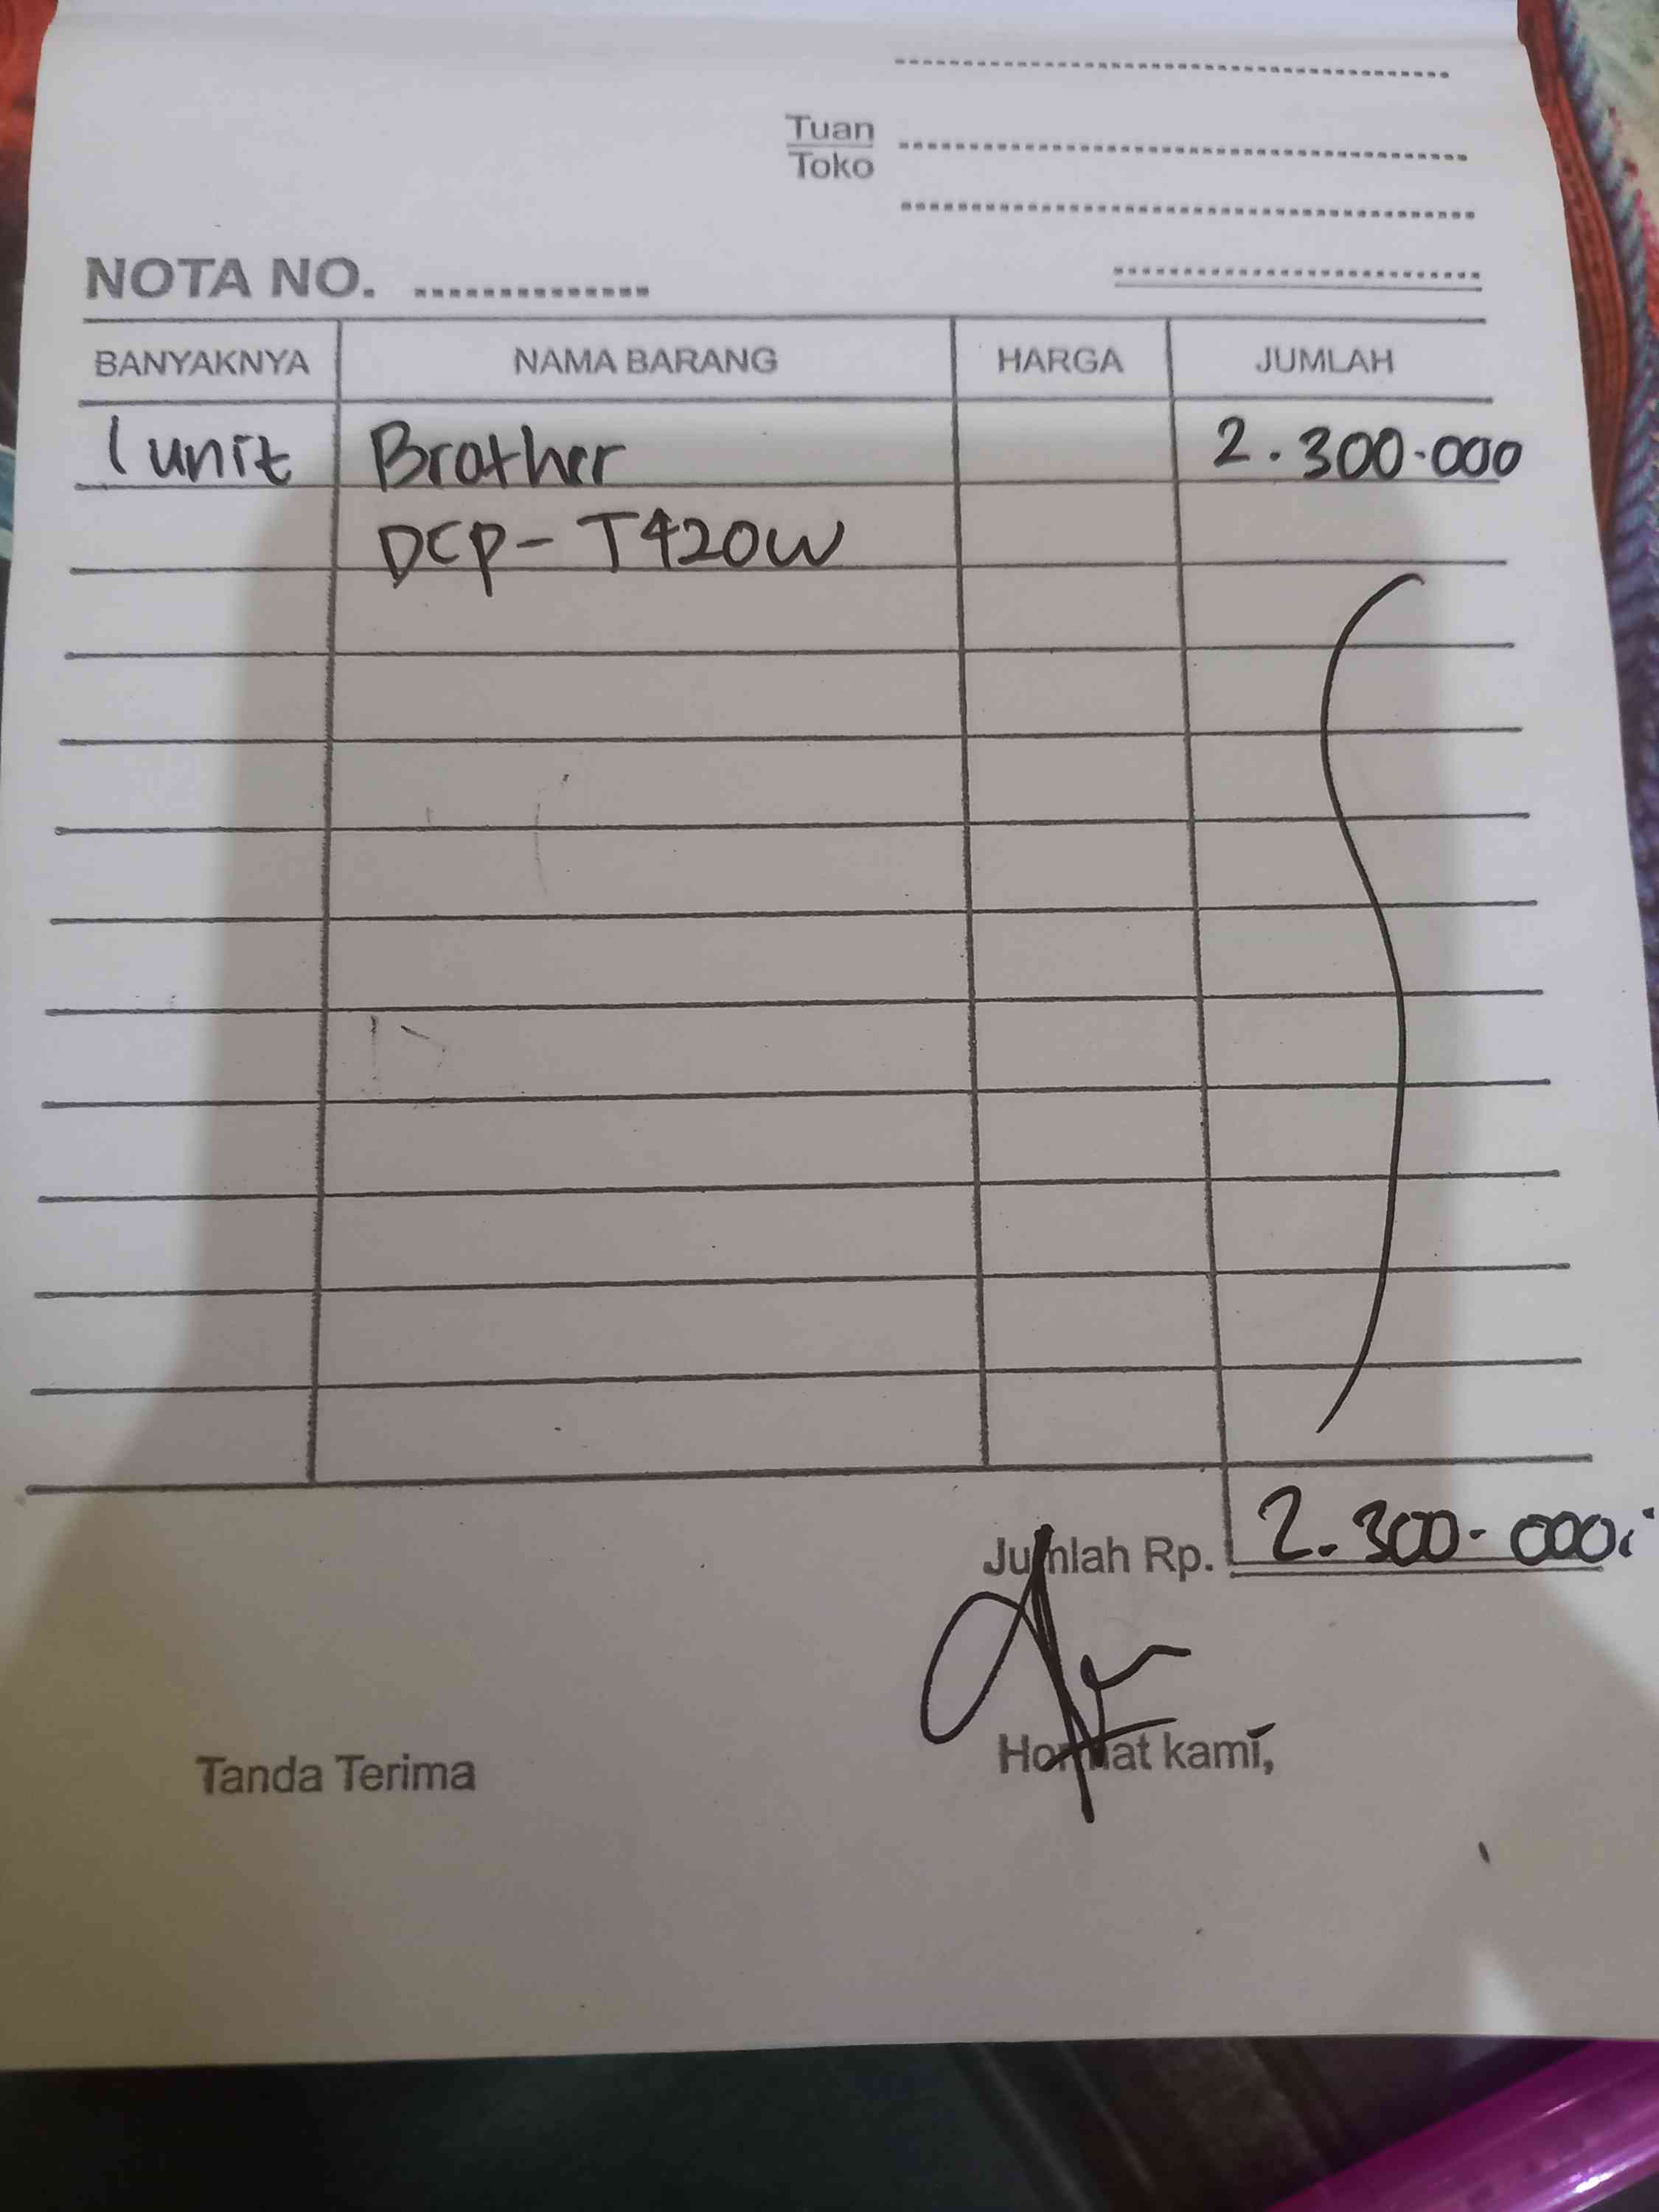 Tuan
Toko
NOTA NO.
BANYAKNYA NAMA BARANG HARGA JUMLAH
1 unit Brother 2.300.000
DCP-T420W
Jumlah Rp. 2.300.000
Tanda Terima Hormat kami,